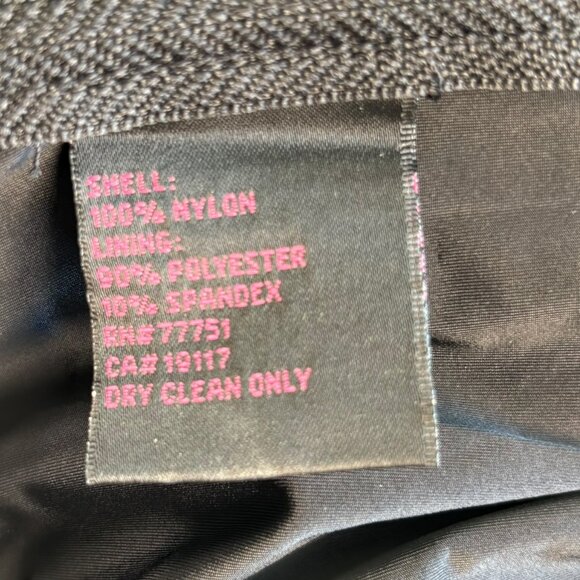 SHELL:
100% NYLON
LINING:
90% POLYESTER
10% SPANDEX
RN# 77751
CA# 19117
DRY CLEAN ONLY